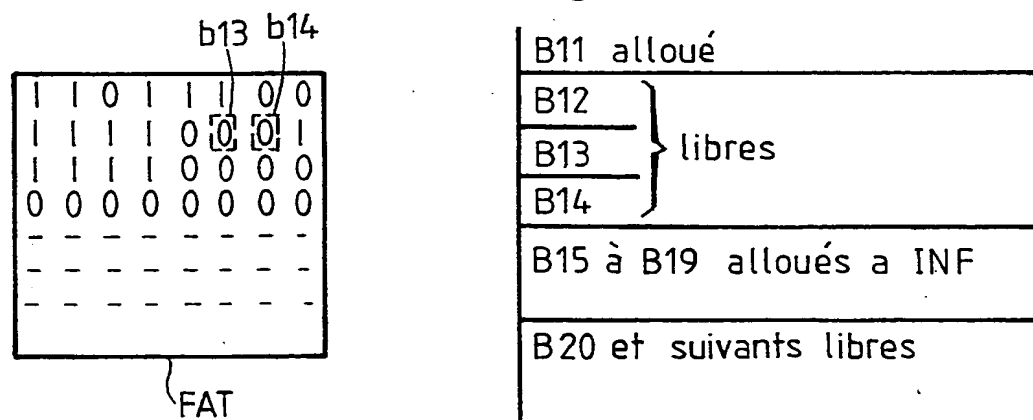 b13 b14
1 1 0 1 1 1 0 0
1 1 1 1 0 0 0 1
1 1 1 1 0 0 0 0
0 0 0 0 0 0 0 0
- - - - - - - -
- - - - - - - -
- - - - - - - -
FAT
B11 alloué
B12
B13
B14
libres
B15 à B19 alloués a INF
B20 et suivants libres